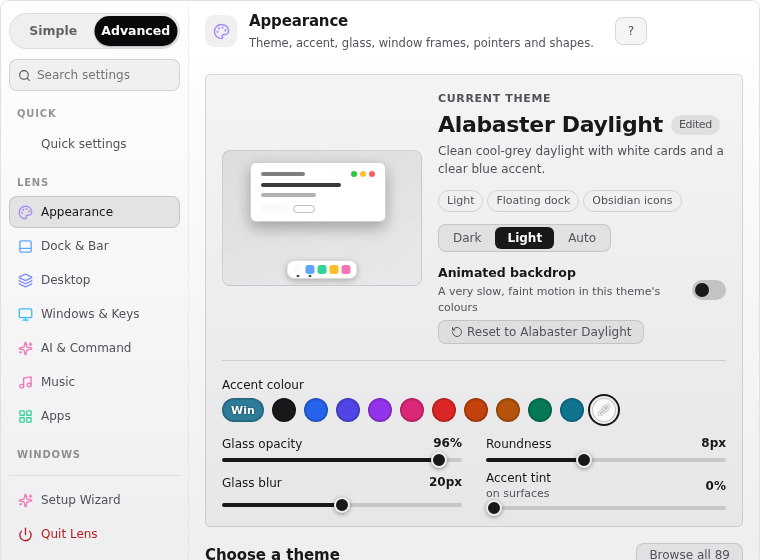 Simple
Advanced
Search settings
QUICK
Quick settings
LENS
Appearance
Dock & Bar
Desktop
Windows & Keys
AI & Command
Music
Apps
WINDOWS
Setup Wizard
Quit Lens
Appearance
Theme, accent, glass, window frames, pointers and shapes.
?
CURRENT THEME
Alabaster Daylight
Edited
Clean cool-grey daylight with white cards and a
clear blue accent.
Light
Floating dock
Obsidian icons
Dark
Light
Auto
Animated backdrop
A very slow, faint motion in this theme's
colours
Reset to Alabaster Daylight
Accent colour
Win
Glass opacity
96%
Roundness
8px
Glass blur
20px
Accent tint
on surfaces
0%
Choose a theme
Browse all 89